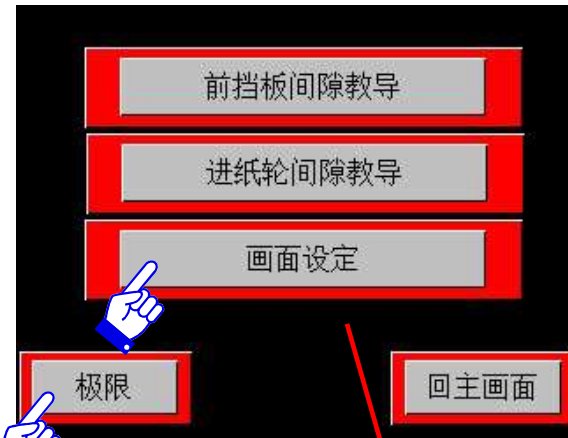 前挡板间隙教导
进纸轮间隙教导
画面设定
极限
回主画面